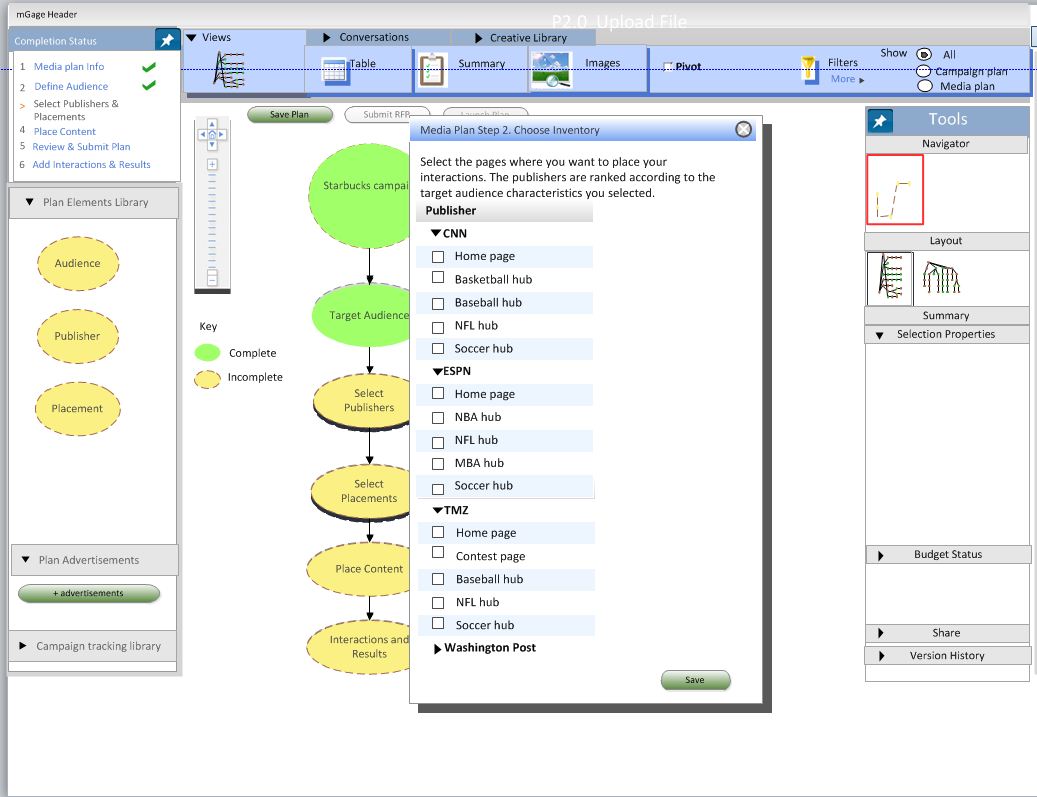 mGage Header
P2.0 Upload File
Completion Status
1 Media plan Info
2 Define Audience
> Select Publishers &
Placements
4 Place Content
5 Review & Submit Plan
6 Add Interactions & Results
Views
Conversations
Creative Library
Table
Summary
Images
Pivot
Filters
More
Show
All
Campaign plan
Media plan
Plan Elements Library
Audience
Publisher
Placement
Plan Advertisements
+ advertisements
Campaign tracking library
Save Plan
Submit RFP
Launch Plan
Key
Complete
Incomplete
Starbucks campai
Target Audience
Select
Publishers
Select
Placements
Place Content
Interactions and
Results
Media Plan Step 2. Choose Inventory
Select the pages where you want to place your
interactions. The publishers are ranked according to the
target audience characteristics you selected.
Publisher
CNN
Home page
Basketball hub
Baseball hub
NFL hub
Soccer hub
ESPN
Home page
NBA hub
NFL hub
MBA hub
Soccer hub
TMZ
Home page
Contest page
Baseball hub
NFL hub
Soccer hub
Washington Post
Save
Tools
Navigator
Layout
Summary
Selection Properties
Budget Status
Share
Version History